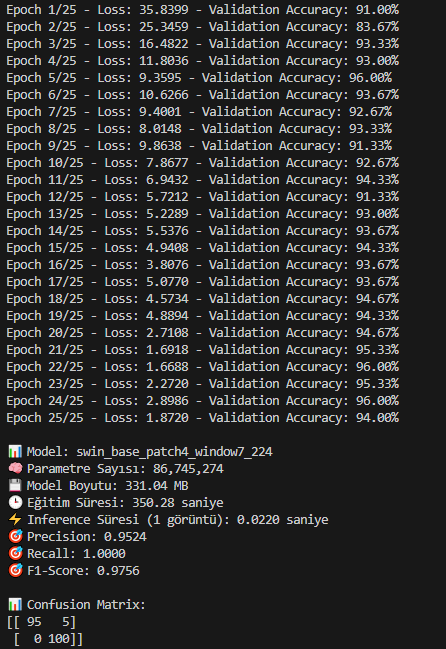 Epoch 1/25 - Loss: 35.8399 - Validation Accuracy: 91.00%
Epoch 2/25 - Loss: 25.3459 - Validation Accuracy: 83.67%
Epoch 3/25 - Loss: 16.4822 - Validation Accuracy: 93.33%
Epoch 4/25 - Loss: 11.8036 - Validation Accuracy: 93.00%
Epoch 5/25 - Loss: 9.3595 - Validation Accuracy: 96.00%
Epoch 6/25 - Loss: 10.6266 - Validation Accuracy: 93.67%
Epoch 7/25 - Loss: 9.4001 - Validation Accuracy: 92.67%
Epoch 8/25 - Loss: 8.0148 - Validation Accuracy: 93.33%
Epoch 9/25 - Loss: 9.8638 - Validation Accuracy: 91.33%
Epoch 10/25 - Loss: 7.8677 - Validation Accuracy: 92.67%
Epoch 11/25 - Loss: 6.9432 - Validation Accuracy: 94.33%
Epoch 12/25 - Loss: 5.7212 - Validation Accuracy: 91.33%
Epoch 13/25 - Loss: 5.2289 - Validation Accuracy: 93.00%
Epoch 14/25 - Loss: 5.5376 - Validation Accuracy: 93.67%
Epoch 15/25 - Loss: 4.9408 - Validation Accuracy: 94.33%
Epoch 16/25 - Loss: 3.8076 - Validation Accuracy: 93.67%
Epoch 17/25 - Loss: 5.0770 - Validation Accuracy: 93.67%
Epoch 18/25 - Loss: 4.5734 - Validation Accuracy: 94.67%
Epoch 19/25 - Loss: 4.8894 - Validation Accuracy: 94.33%
Epoch 20/25 - Loss: 2.7108 - Validation Accuracy: 94.67%
Epoch 21/25 - Loss: 1.6918 - Validation Accuracy: 95.33%
Epoch 22/25 - Loss: 1.6688 - Validation Accuracy: 96.00%
Epoch 23/25 - Loss: 2.2720 - Validation Accuracy: 95.33%
Epoch 24/25 - Loss: 2.8986 - Validation Accuracy: 96.00%
Epoch 25/25 - Loss: 1.8720 - Validation Accuracy: 94.00%
📊 Model: swin_base_patch4_window7_224
🧠 Parametre Sayısı: 86,745,274
💾 Model Boyutu: 331.04 MB
🕒 Eğitim Süresi: 350.28 saniye
⚡ Inference Süresi (1 görüntü): 0.0220 saniye
🎯 Precision: 0.9524
🎯 Recall: 1.0000
🎯 F1-Score: 0.9756
📊 Confusion Matrix:
[[ 95   5]
 [  0 100]]